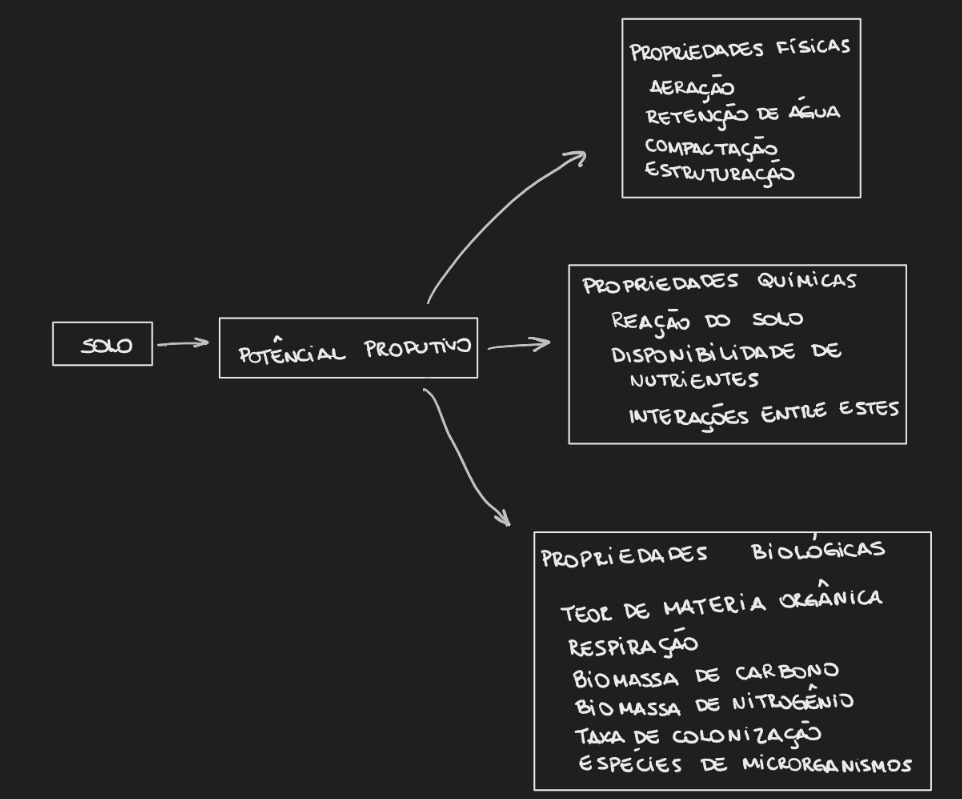 SOLO
POTÊNCIAL PRODUTIVO
PROPRIEDADES FÍSICAS
AERAÇÃO
RETENÇÃO DE ÁGUA
COMPACTAÇÃO
ESTRUTURAÇÃO
PROPRIEDADES QUÍMICAS
REAÇÃO DO SOLO
DISPONIBILIDADE DE
NUTRIENTES
INTERAÇÕES ENTRE ESTES
PROPRIEDADES BIOLÓGICAS
TEOR DE MATERIA ORGÂNICA
RESPIRAÇÃO
BIOMASSA DE CARBONO
BIOMASSA DE NITROGÊNIO
TAXA DE COLONIZAÇÃO
ESPÉCIES DE MICRORGANISMOS